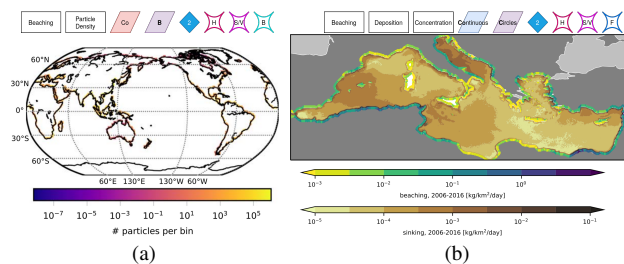 Beaching
Particle
Density
Co
B
2
H
S/V
B
60°N
30°N
0°
30°S
60°S
60°E 130°E 160°W 90°W
10⁻⁷ 10⁻⁵ 10⁻³ 10⁻¹ 10¹ 10³ 10⁵
# particles per bin
(a)
Beaching
Deposition
Concentration
Continuous
Circles
2
H
S/V
F
10⁻³ 10⁻² 10⁻¹ 10⁰
beaching, 2006-2016 [kg/km²/day]
10⁻⁵ 10⁻⁴ 10⁻³ 10⁻² 10⁻¹
sinking, 2006-2016 [kg/km²/day]
(b)